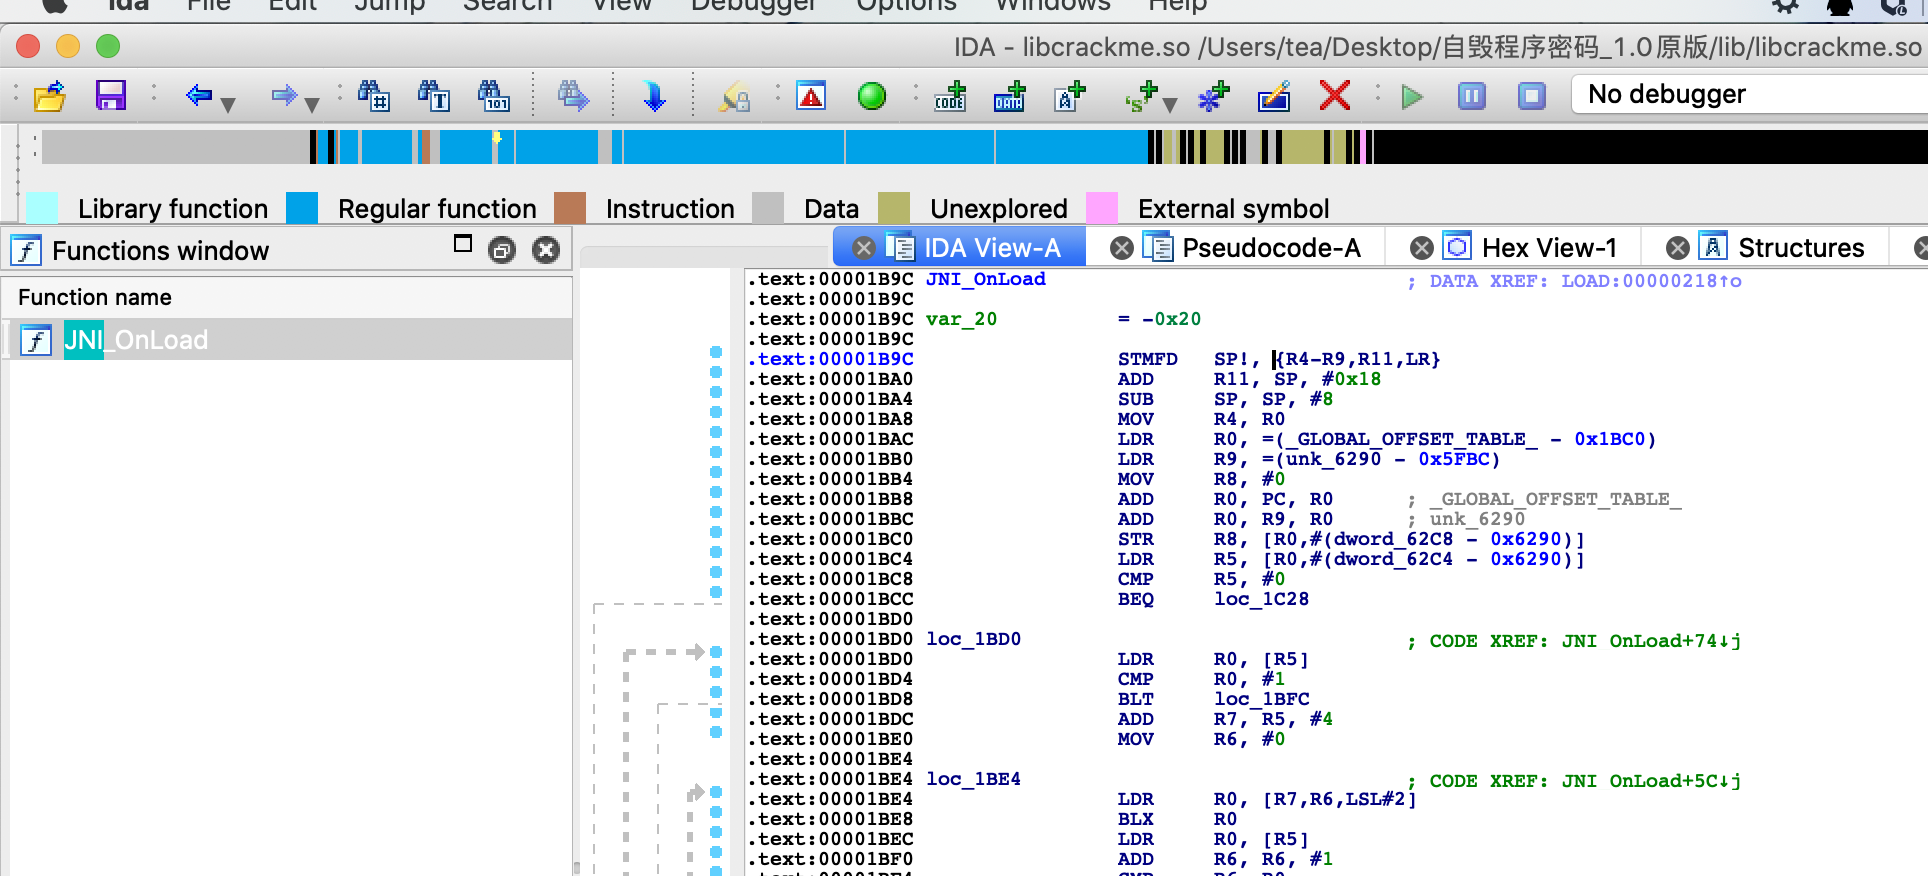 Ida File Edit Jump Search View Debugger Options Windows Help
IDA - libcrackme.so /Users/tea/Desktop/自毁程序密码_1.0原版/lib/libcrackme.so
No debugger
Library function Regular function Instruction Data Unexplored External symbol
Functions window
IDA View-A Pseudocode-A Hex View-1 Structures
Function name
JNI_OnLoad
.text:00001B9C JNI_OnLoad ; DATA XREF: LOAD:00000218↑o
.text:00001B9C
.text:00001B9C var_20 = -0x20
.text:00001B9C
.text:00001B9C STMFD SP!, {R4-R9,R11,LR}
.text:00001BA0 ADD R11, SP, #0x18
.text:00001BA4 SUB SP, SP, #8
.text:00001BA8 MOV R4, R0
.text:00001BAC LDR R0, =(_GLOBAL_OFFSET_TABLE_ - 0x1BC0)
.text:00001BB0 LDR R9, =(unk_6290 - 0x5FBC)
.text:00001BB4 MOV R8, #0
.text:00001BB8 ADD R0, PC, R0 ; _GLOBAL_OFFSET_TABLE_
.text:00001BBC ADD R0, R9, R0 ; unk_6290
.text:00001BC0 STR R8, [R0,#(dword_62C8 - 0x6290)]
.text:00001BC4 LDR R5, [R0,#(dword_62C4 - 0x6290)]
.text:00001BC8 CMP R5, #0
.text:00001BCC BEQ loc_1C28
.text:00001BD0
.text:00001BD0 loc_1BD0 ; CODE XREF: JNI_OnLoad+74↓j
.text:00001BD0 LDR R0, [R5]
.text:00001BD4 CMP R0, #1
.text:00001BD8 BLT loc_1BFC
.text:00001BDC ADD R7, R5, #4
.text:00001BE0 MOV R6, #0
.text:00001BE4
.text:00001BE4 loc_1BE4 ; CODE XREF: JNI_OnLoad+5C↓j
.text:00001BE4 LDR R0, [R7,R6,LSL#2]
.text:00001BE8 BLX R0
.text:00001BEC LDR R0, [R5]
.text:00001BF0 ADD R6, R6, #1